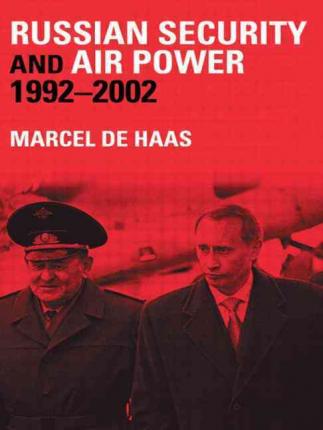 RUSSIAN SECURITY
AND AIR POWER
1992–2002
MARCEL DE HAAS